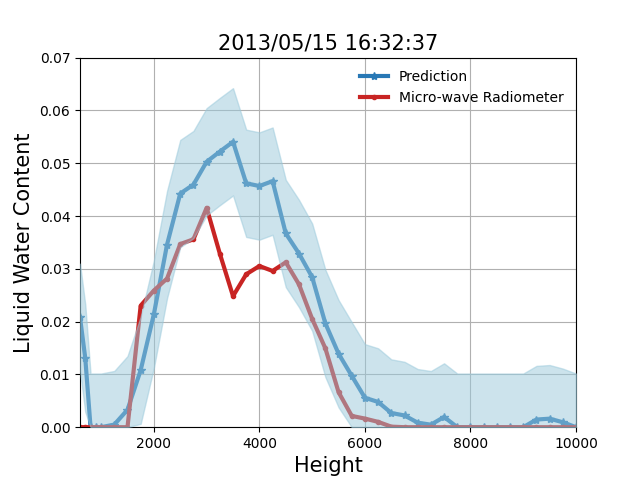 2013/05/15 16:32:37
Prediction
Micro-wave Radiometer
Liquid Water Content
0.07
0.06
0.05
0.04
0.03
0.02
0.01
0.00
2000 4000 6000 8000 10000
Height